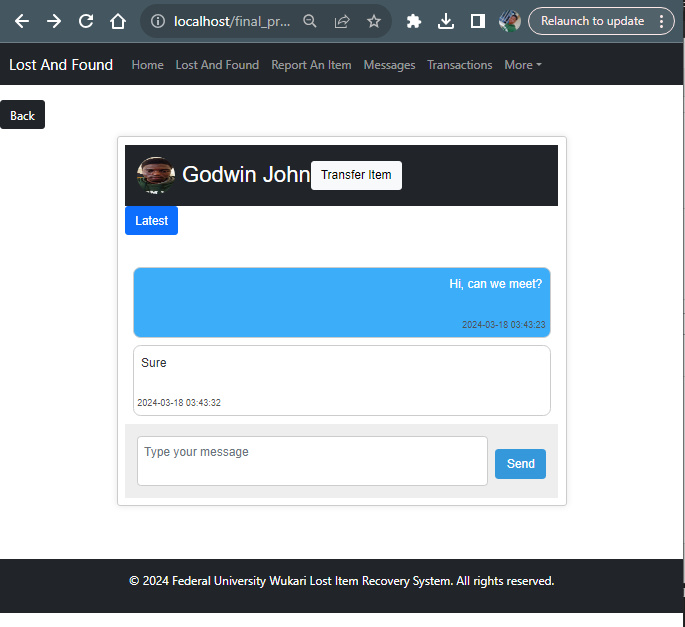 localhost/final_pr...
Relaunch to update
Lost And Found Home Lost And Found Report An Item Messages Transactions More
Back
Godwin John Transfer Item
Latest
Hi, can we meet?
2024-03-18 03:43:23
Sure
2024-03-18 03:43:32
Type your message
Send
© 2024 Federal University Wukari Lost Item Recovery System. All rights reserved.